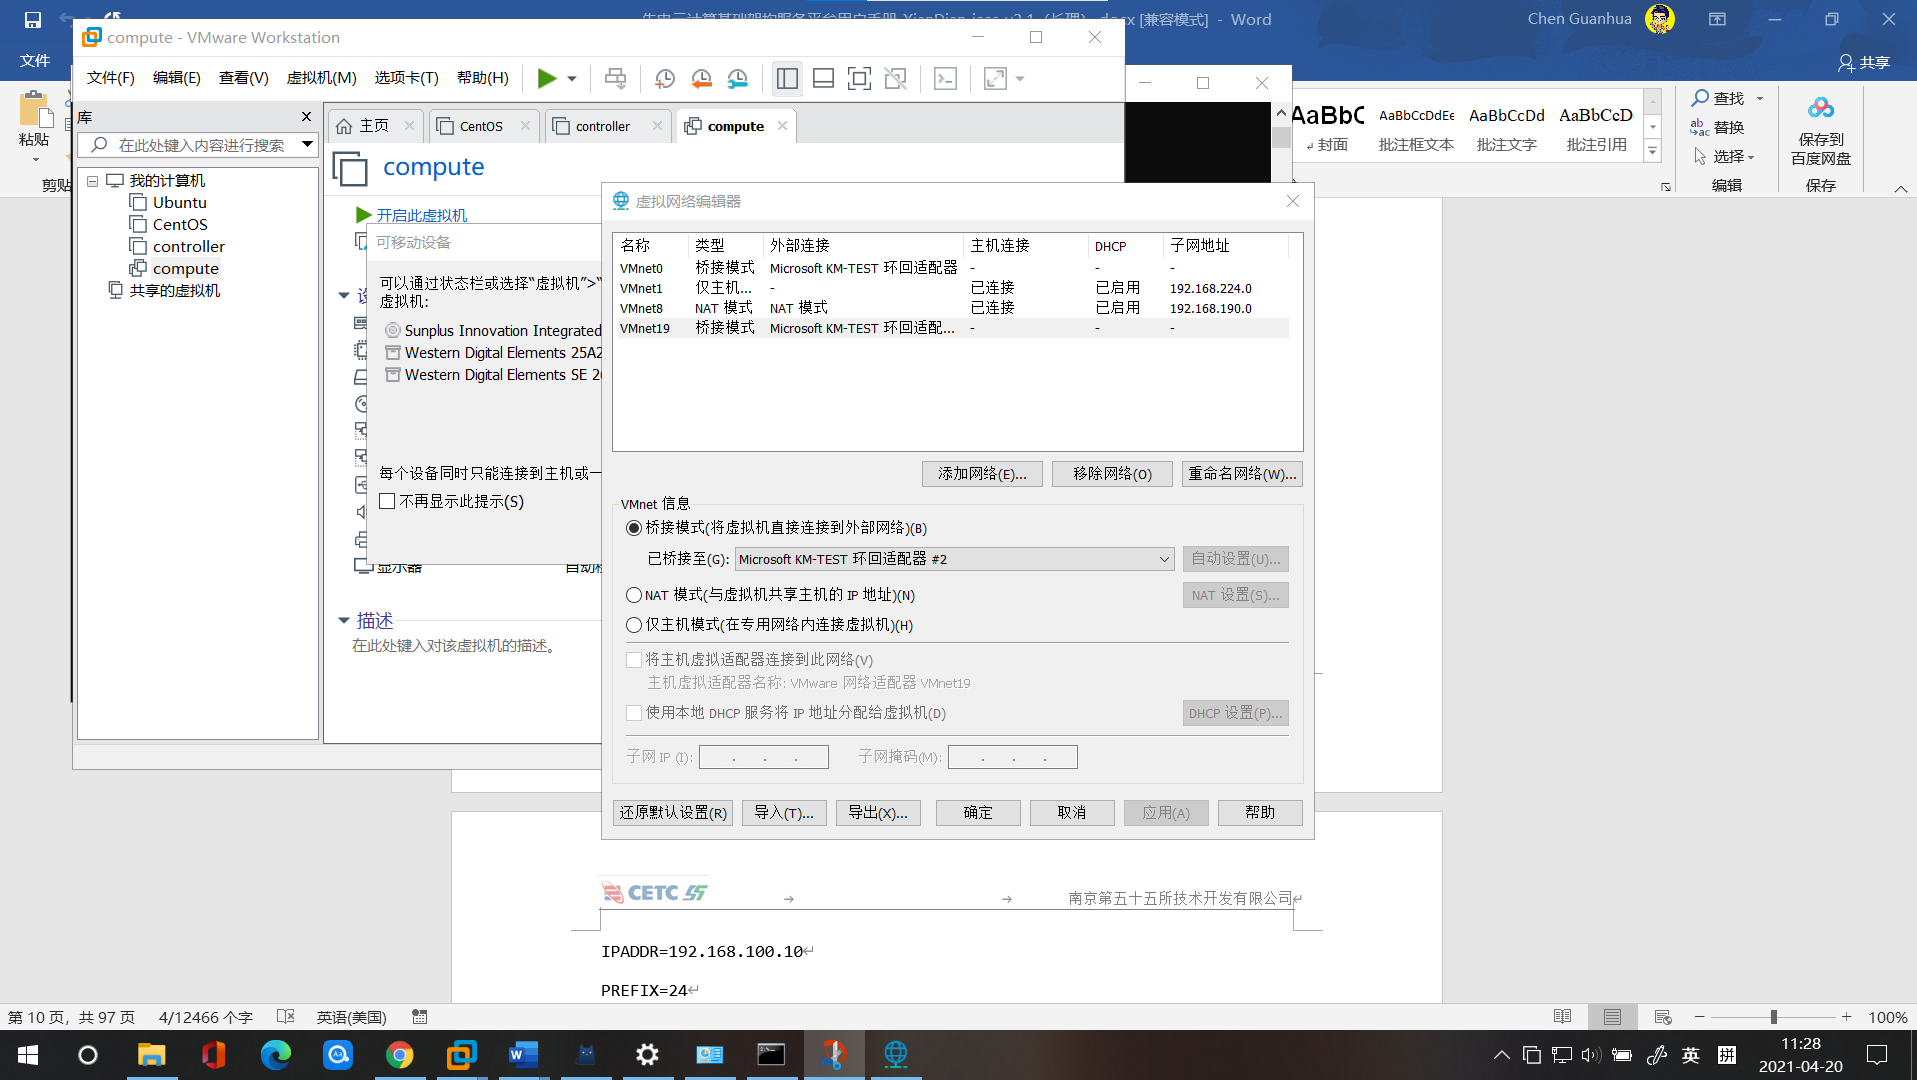 [兼容模式] - Word
Chen Guanhua
compute - VMware Workstation
文件
共享
文件(F) 编辑(E) 查看(V) 虚拟机(M) 选项卡(T) 帮助(H)
粘贴
剪贴
库
在此处键入内容进行搜索
我的计算机
Ubuntu
CentOS
controller
compute
共享的虚拟机
主页
CentOS
controller
compute
compute
开启此虚拟机
可移动设备
可以通过状态栏或选择“虚拟机”>“
虚拟机:
Sunplus Innovation Integrated
Western Digital Elements 25A2
Western Digital Elements SE 2
每个设备同时只能连接到主机或一
不再显示此提示(S)
显示器
描述
在此处键入对该虚拟机的描述。
AaBbC AaBbCcDdEe AaBbCcDd AaBbCcD
封面 批注框文本 批注文字 批注引用
查找
替换
选择
编辑
保存到
百度网盘
保存
虚拟网络编辑器
名称 类型 外部连接 主机连接 DHCP 子网地址
VMnet0 桥接模式 Microsoft KM-TEST 环回适配器 - - -
VMnet1 仅主机... - 已连接 已启用 192.168.224.0
VMnet8 NAT 模式 NAT 模式 已连接 已启用 192.168.190.0
VMnet19 桥接模式 Microsoft KM-TEST 环回适配... - - -
添加网络(E)... 移除网络(O) 重命名网络(W)...
VMnet 信息
桥接模式(将虚拟机直接连接到外部网络)(B)
已桥接至(G): Microsoft KM-TEST 环回适配器 #2 自动设置(U)...
NAT 模式(与虚拟机共享主机的 IP 地址)(N) NAT 设置(S)...
仅主机模式(在专用网络内连接虚拟机)(H)
将主机虚拟适配器连接到此网络(V)
主机虚拟适配器名称: VMware 网络适配器 VMnet19
使用本地 DHCP 服务将 IP 地址分配给虚拟机(D) DHCP 设置(P)...
子网 IP (I): . . . 子网掩码(M): . . .
还原默认设置(R) 导入(T)... 导出(X)... 确定 取消 应用(A) 帮助
CETC 55
南京第五十五所技术开发有限公司
IPADDR=192.168.100.10
PREFIX=24
第 10 页，共 97 页 4/12466 个字 英语(美国) 100%
英 拼
11:28
2021-04-20